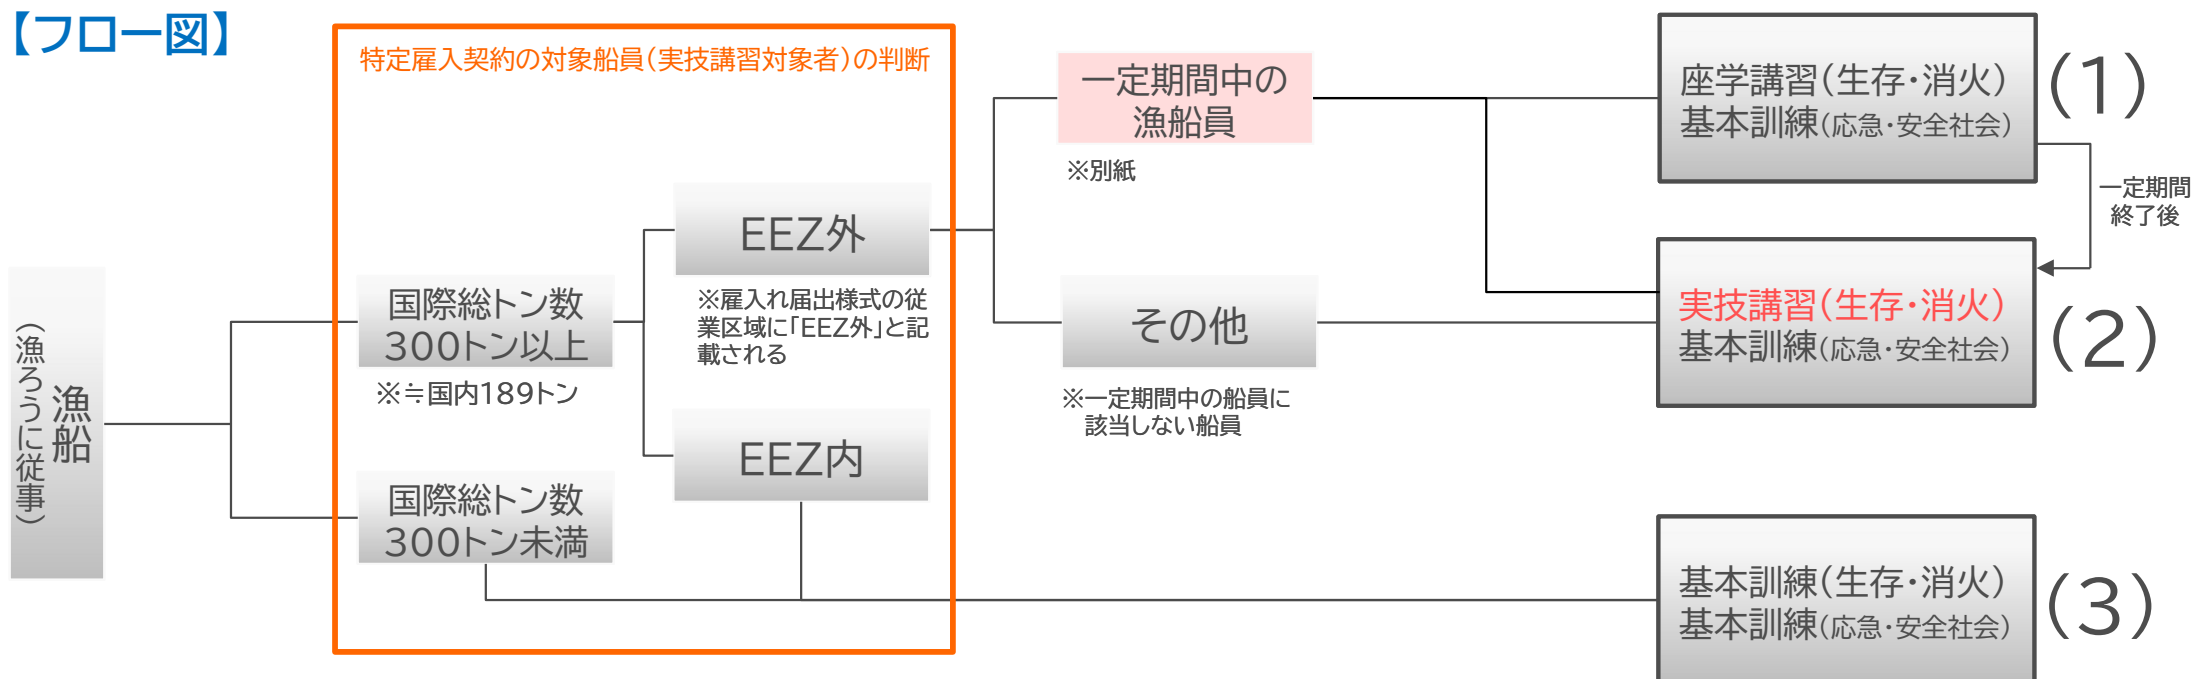 【フロー図】
特定雇入契約の対象船員(実技講習対象者)の判断
漁船
(漁ろうに従事)
国際総トン数
300トン以上
※≒国内189トン
国際総トン数
300トン未満
EEZ外
※雇入れ届出様式の従
業区域に「EEZ外」と記
載される
EEZ内
一定期間中の
漁船員
※別紙
その他
※一定期間中の船員に
該当しない船員
座学講習(生存・消火)
基本訓練(応急・安全社会)
(1)
一定期間
終了後
実技講習(生存・消火)
基本訓練(応急・安全社会)
(2)
基本訓練(生存・消火)
基本訓練(応急・安全社会)
(3)